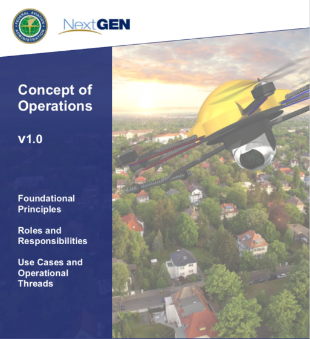 NextGEN
Concept of
Operations
v1.0
Foundational
Principles
Roles and
Responsibilities
Use Cases and
Operational
Threads